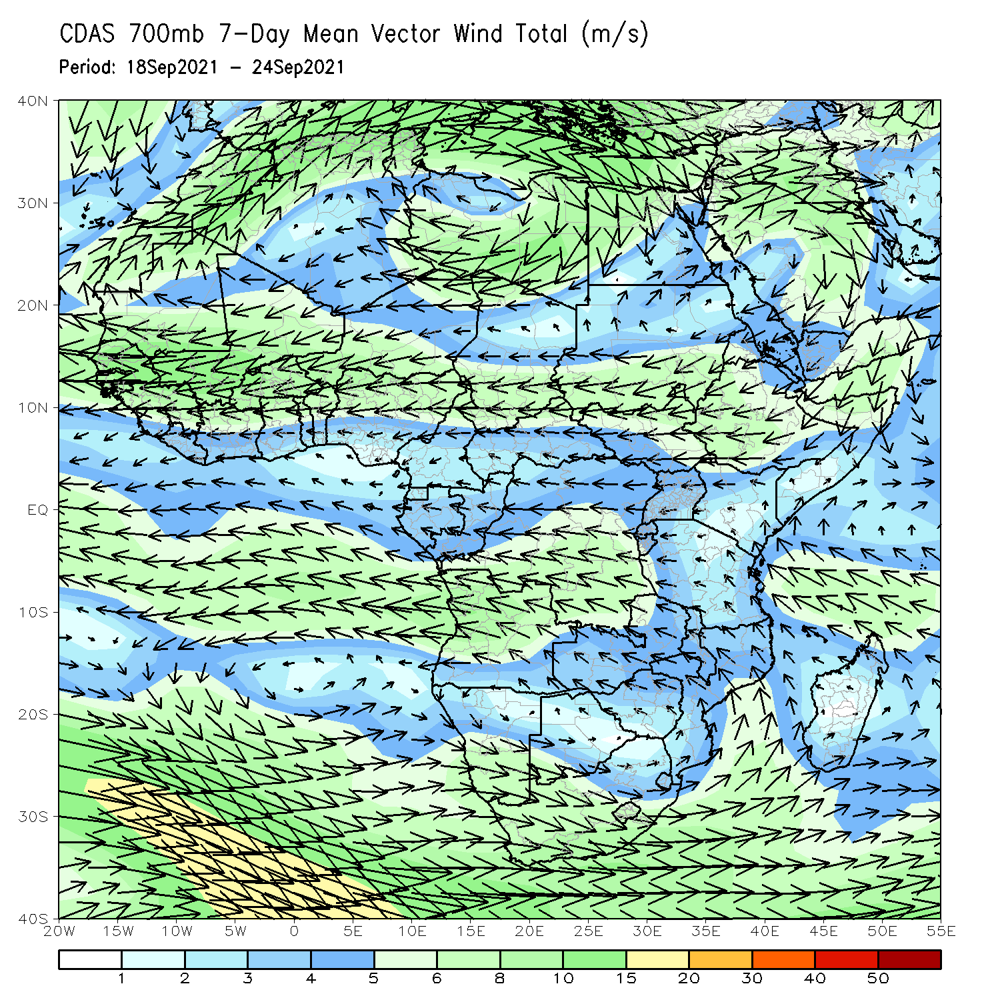 CDAS 700mb 7-Day Mean Vector Wind Total (m/s)
Period: 18Sep2021 - 24Sep2021
40N
30N
20N
10N
EQ
10S
20S
30S
40S
20W 15W 10W 5W 0 5E 10E 15E 20E 25E 30E 35E 40E 45E 50E 55E
1 2 3 4 5 6 8 10 15 20 30 40 50